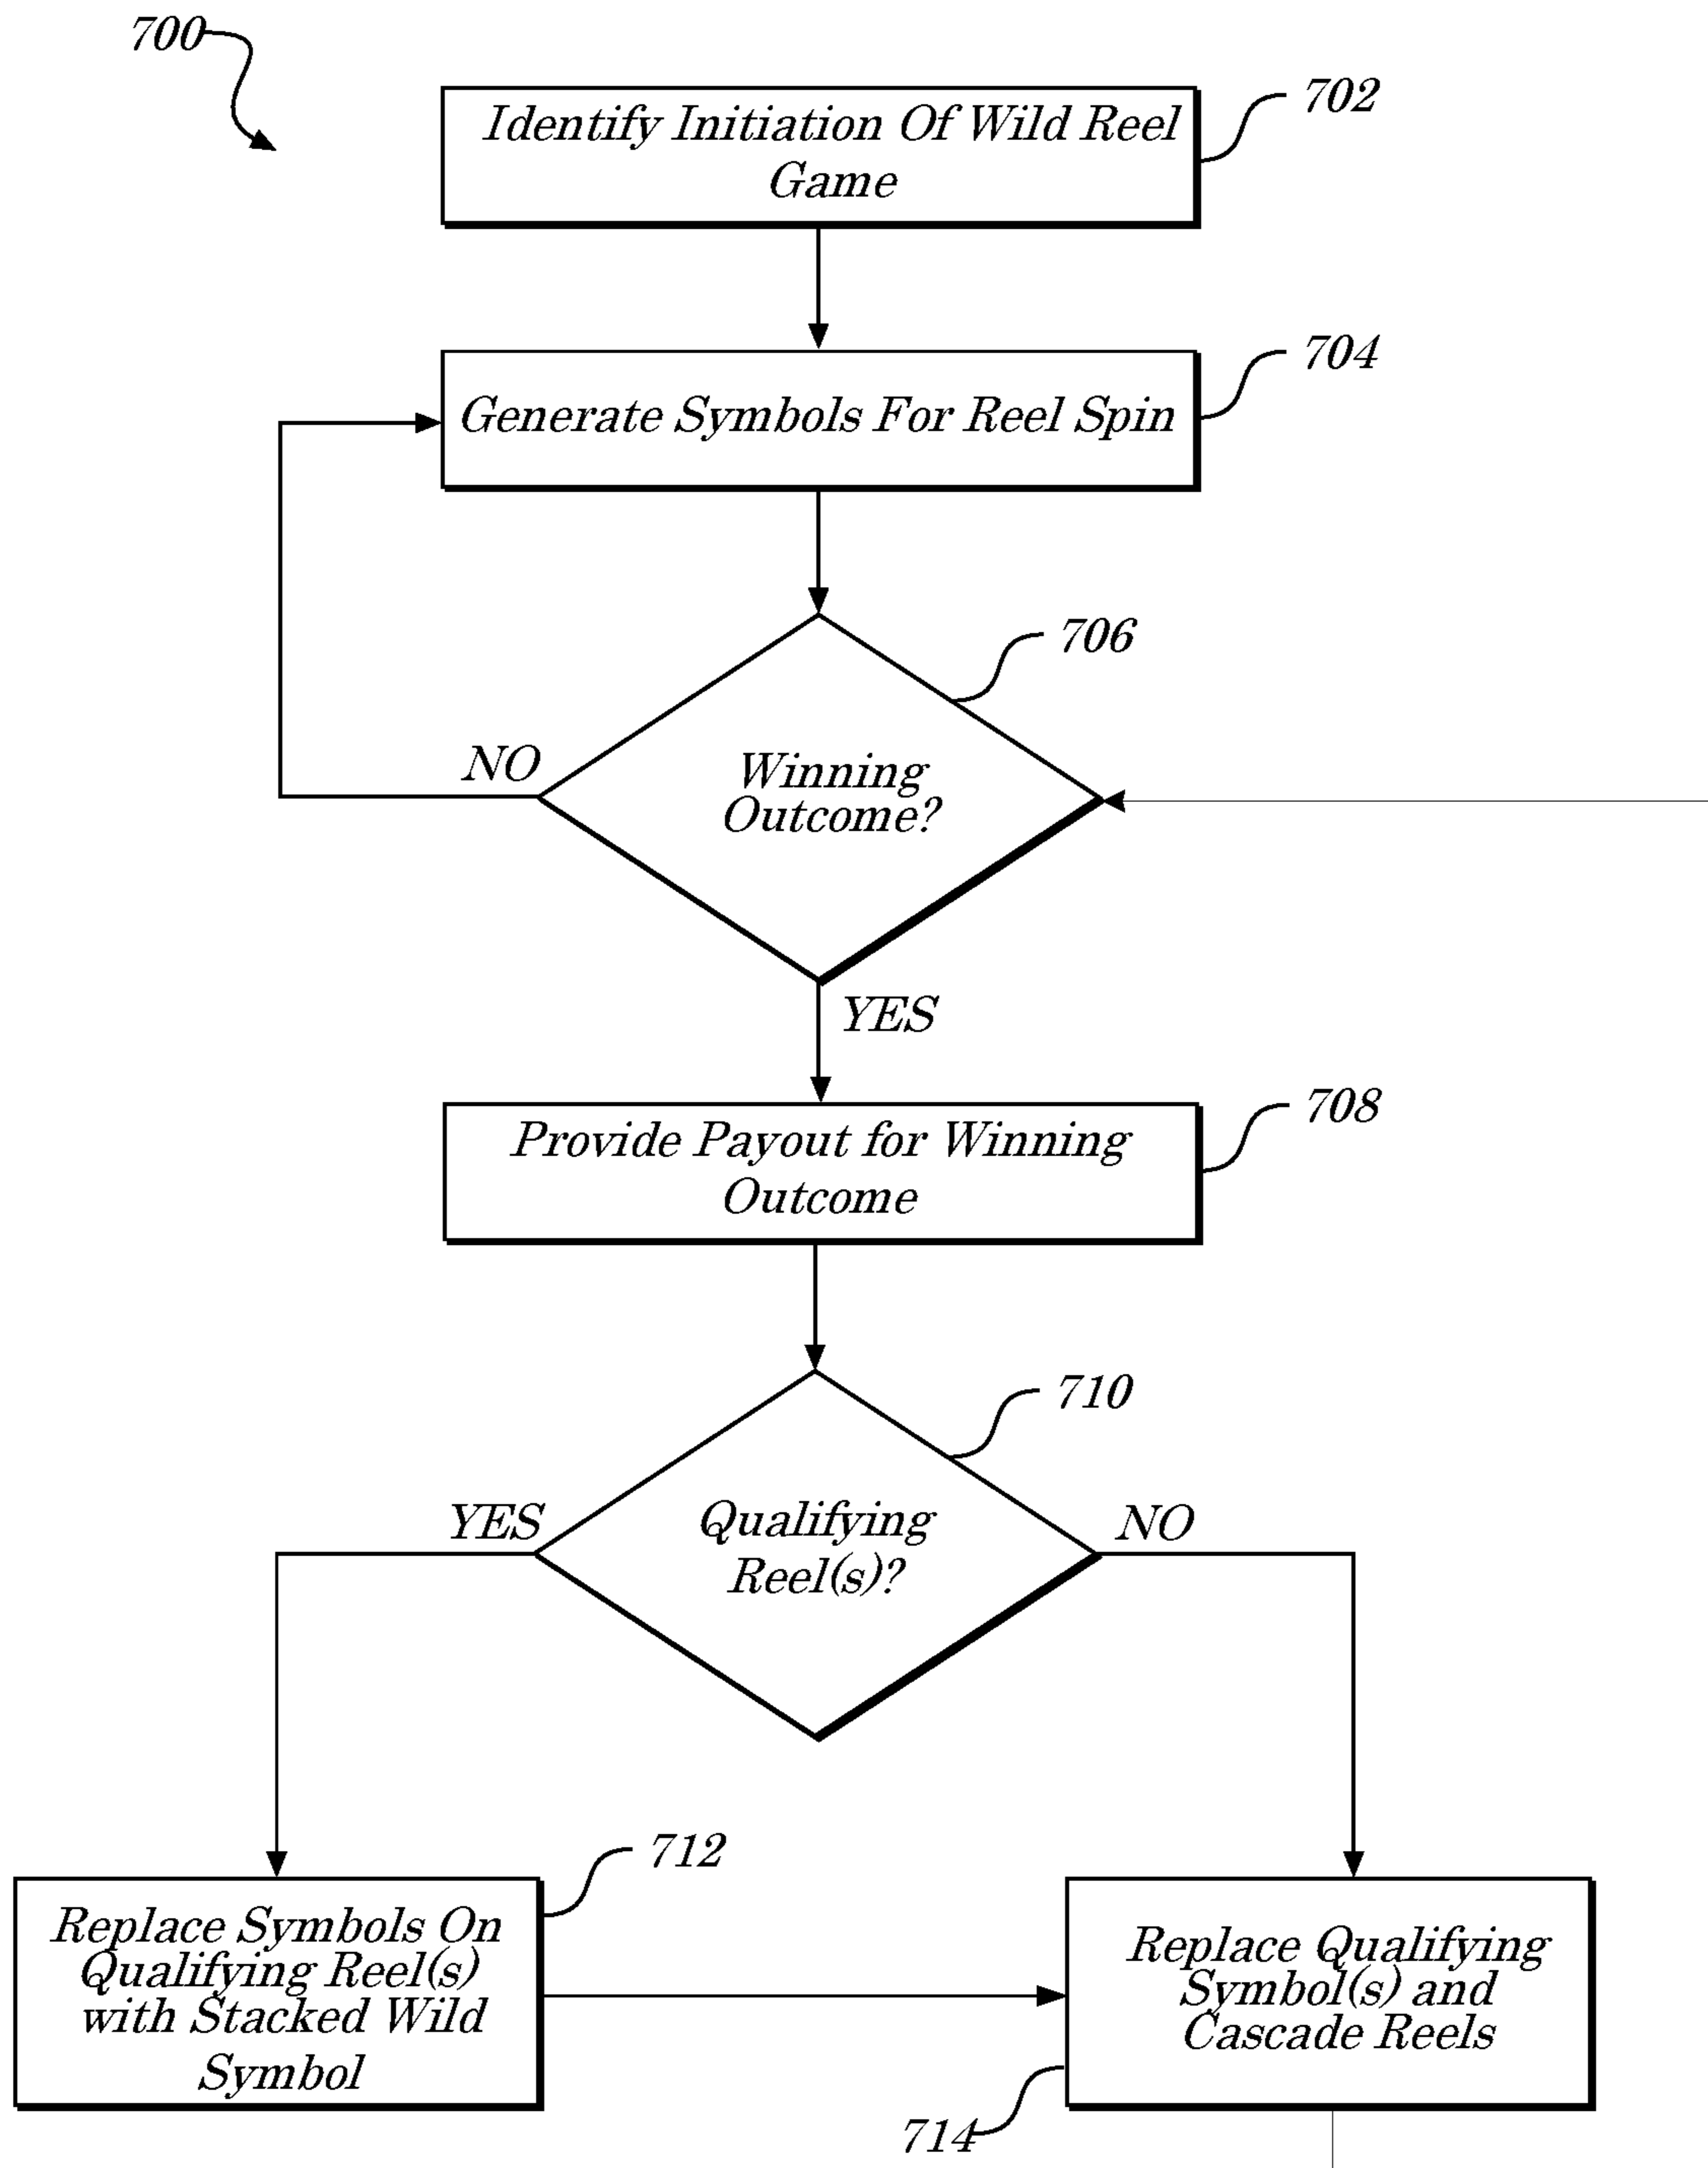 700
702
Identify Initiation Of Wild Reel
Game
704
Generate Symbols For Reel Spin
706
NO
Winning
Outcome?
YES
708
Provide Payout for Winning
Outcome
710
YES
Qualifying
Reel(s)?
NO
712
Replace Symbols On
Qualifying Reel(s)
with Stacked Wild
Symbol
Replace Qualifying
Symbol(s) and
Cascade Reels
714